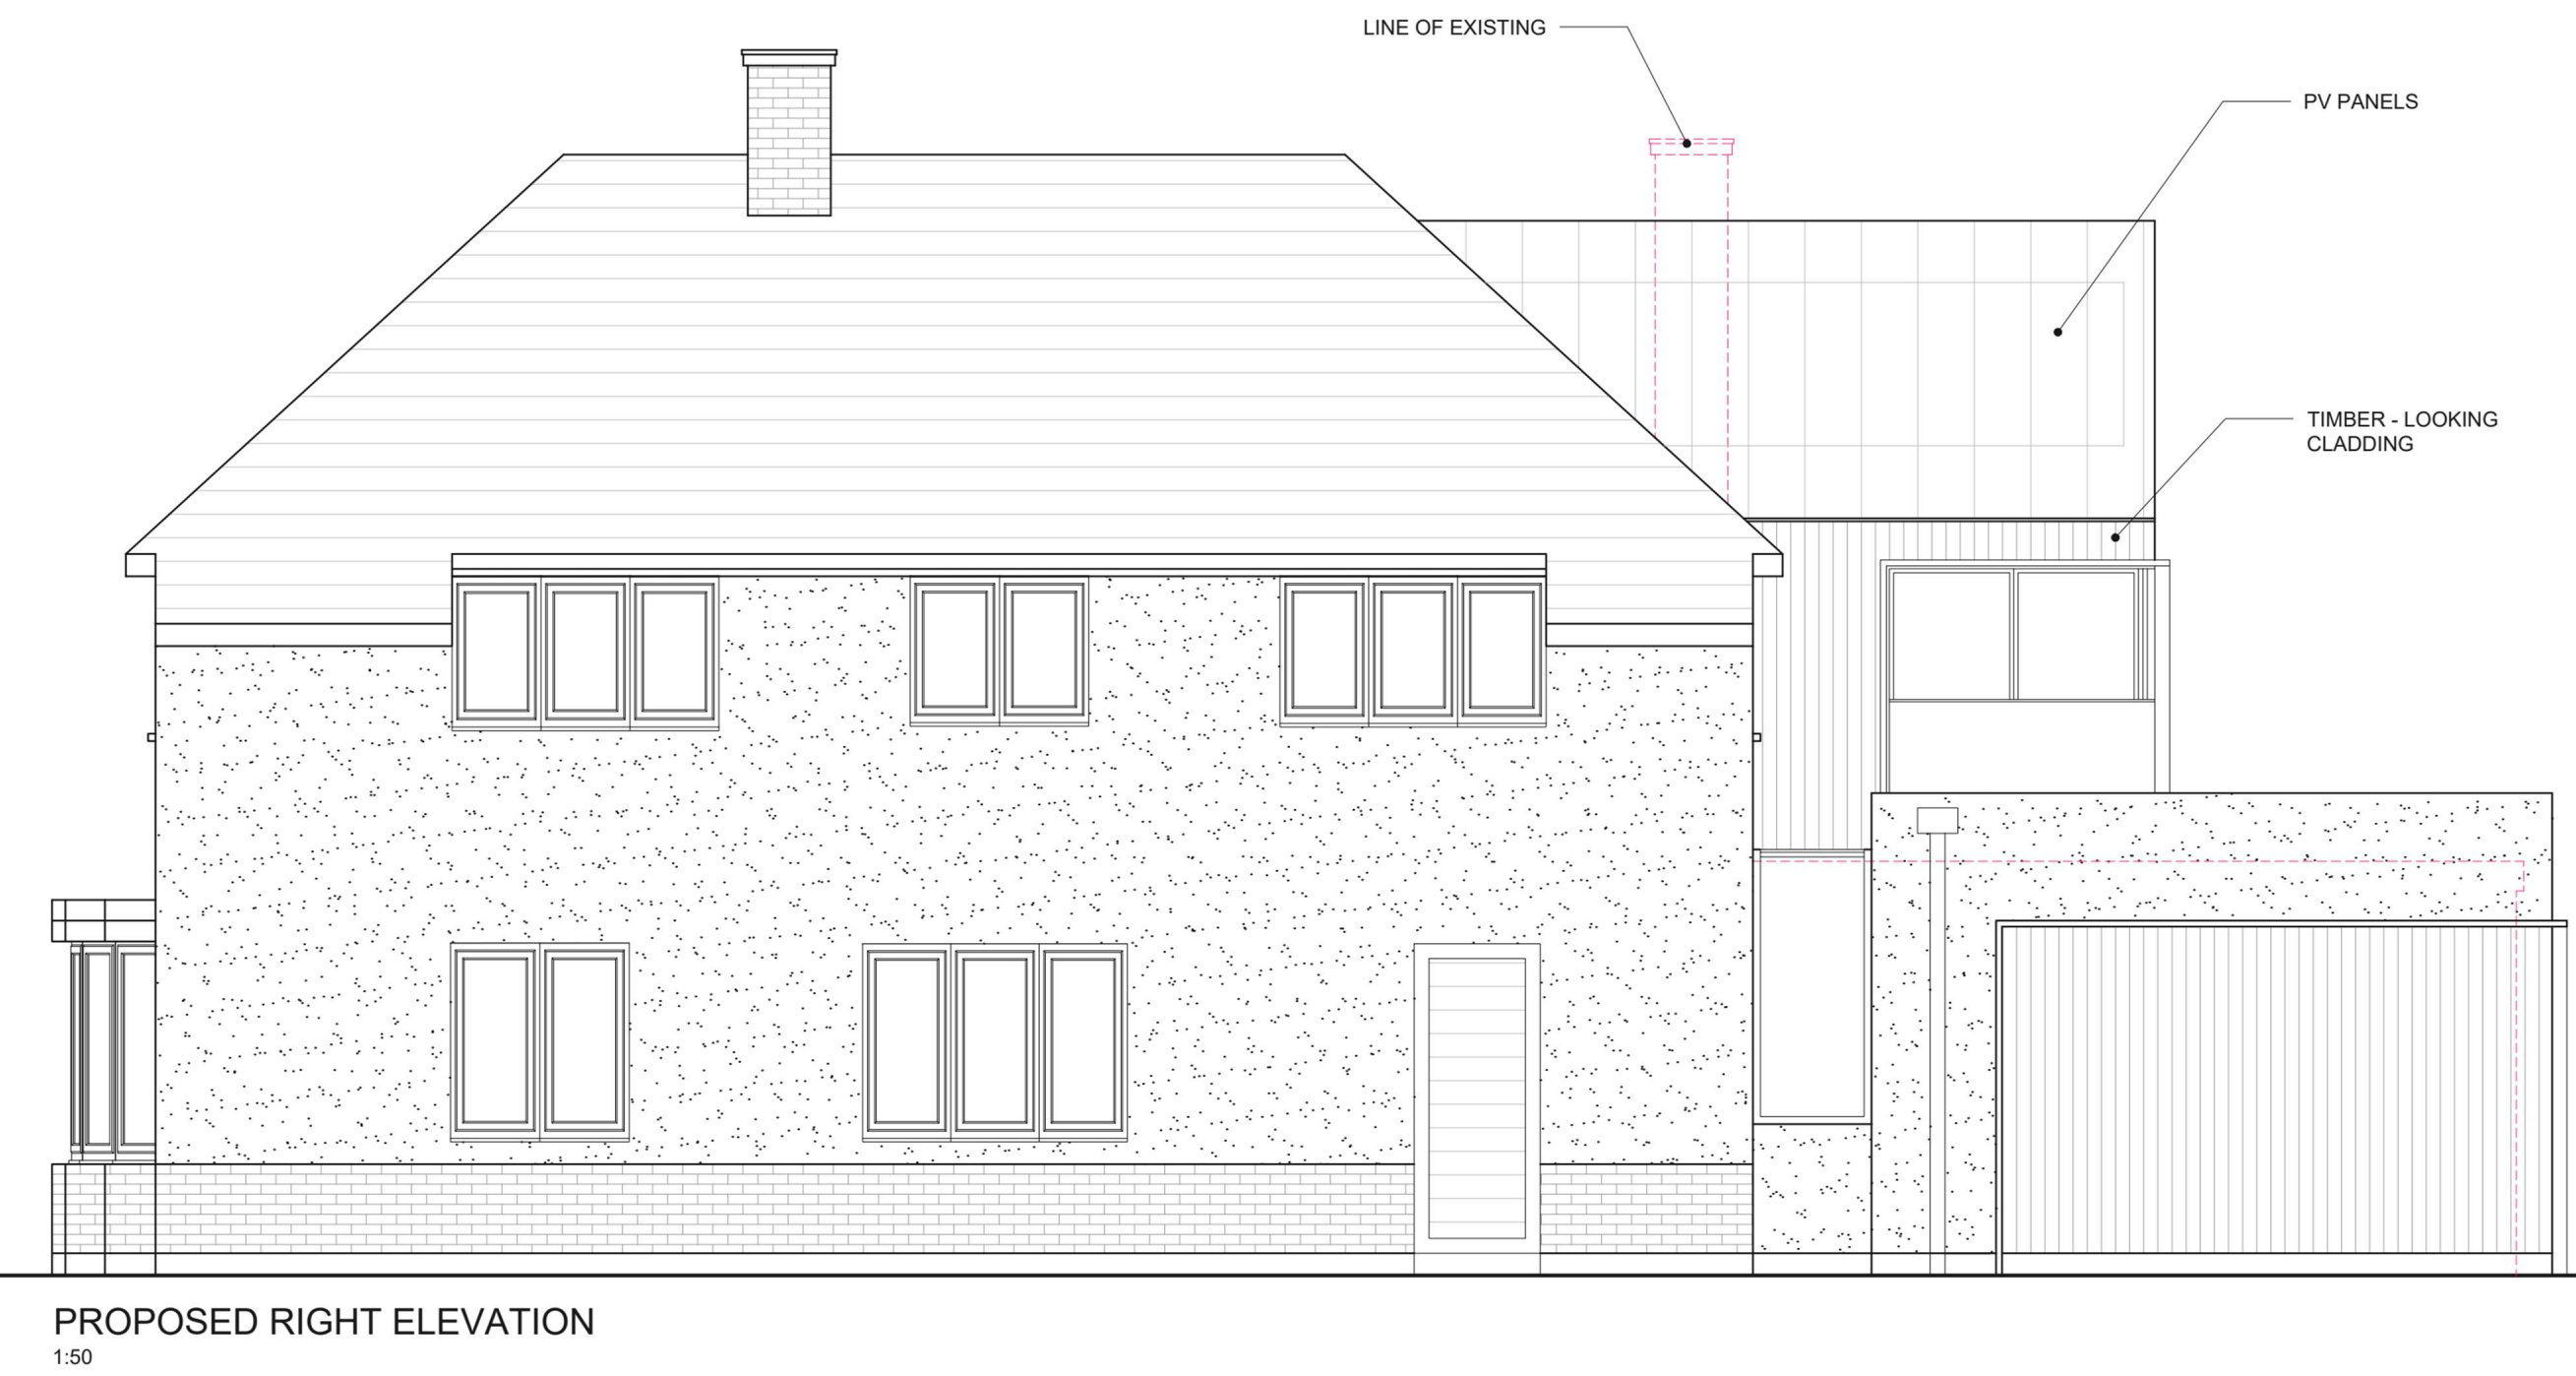 LINE OF EXISTING
PV PANELS
TIMBER - LOOKING
CLADDING
PROPOSED RIGHT ELEVATION
1:50